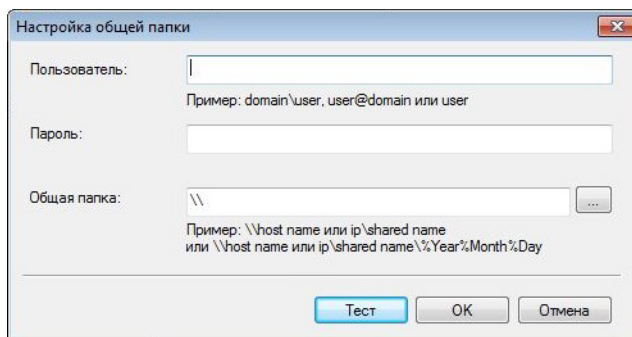 Настройка общей папки
Пользователь:
Пример: domain\user, user@domain или user
Пароль:
Общая папка: \\ ...
Пример: \\host name или ip\shared name
или \\host name или ip\shared name\%Year%Month%Day
Тест OK Отмена